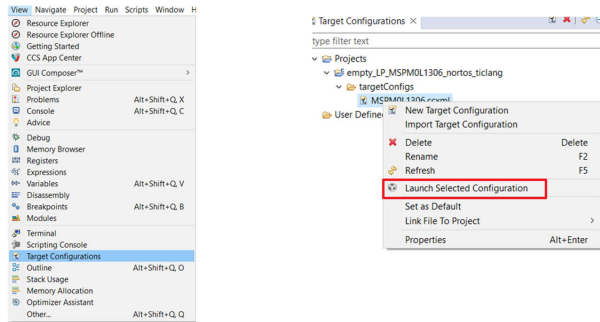 View Navigate Project Run Scripts Window H
Resource Explorer
Resource Explorer Offline
Getting Started
CCS App Center
GUI Composer™ >
Project Explorer
Problems Alt+Shift+Q, X
Console Alt+Shift+Q, C
Advice
Debug
Memory Browser
Registers
Expressions
Variables Alt+Shift+Q, V
Disassembly
Breakpoints Alt+Shift+Q, B
Modules
Terminal
Scripting Console
Target Configurations
Outline Alt+Shift+Q, O
Stack Usage
Memory Allocation
Optimizer Assistant
Other... Alt+Shift+Q, Q
Target Configurations
type filter text
Projects
empty_LP_MSPM0L1306_nortos_ticlang
targetConfigs
MSPM0L1306.ccxml
User Define
New Target Configuration
Import Target Configuration
Delete Delete
Rename F2
Refresh F5
Launch Selected Configuration
Set as Default
Link File To Project >
Properties Alt+Enter